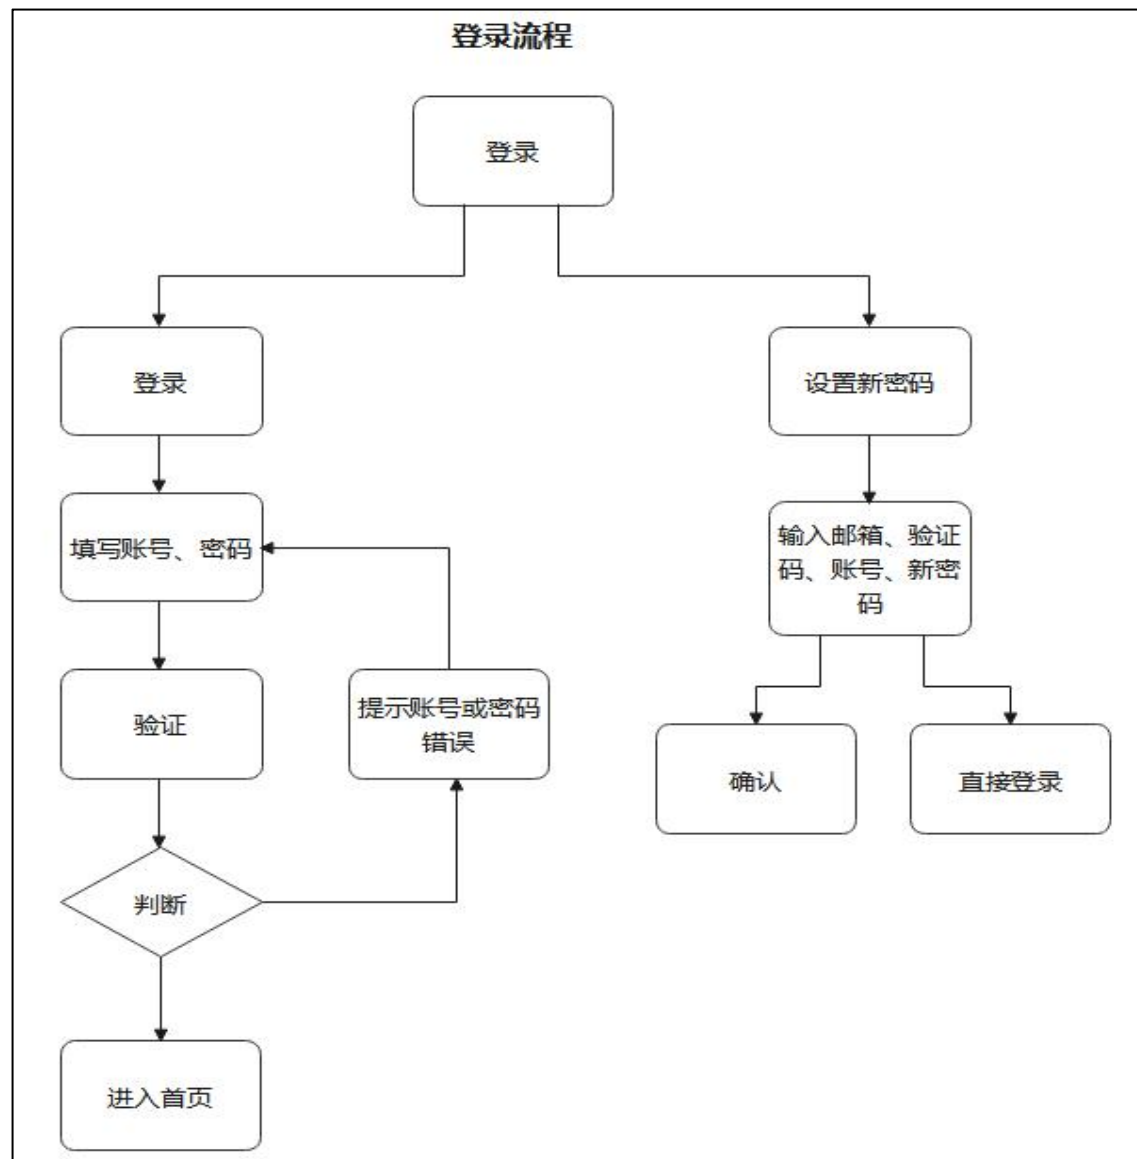 登录流程
登录
登录
设置新密码
填写账号、密码
输入邮箱、验证
码、账号、新密
码
验证
提示账号或密码
错误
确认
直接登录
判断
进入首页